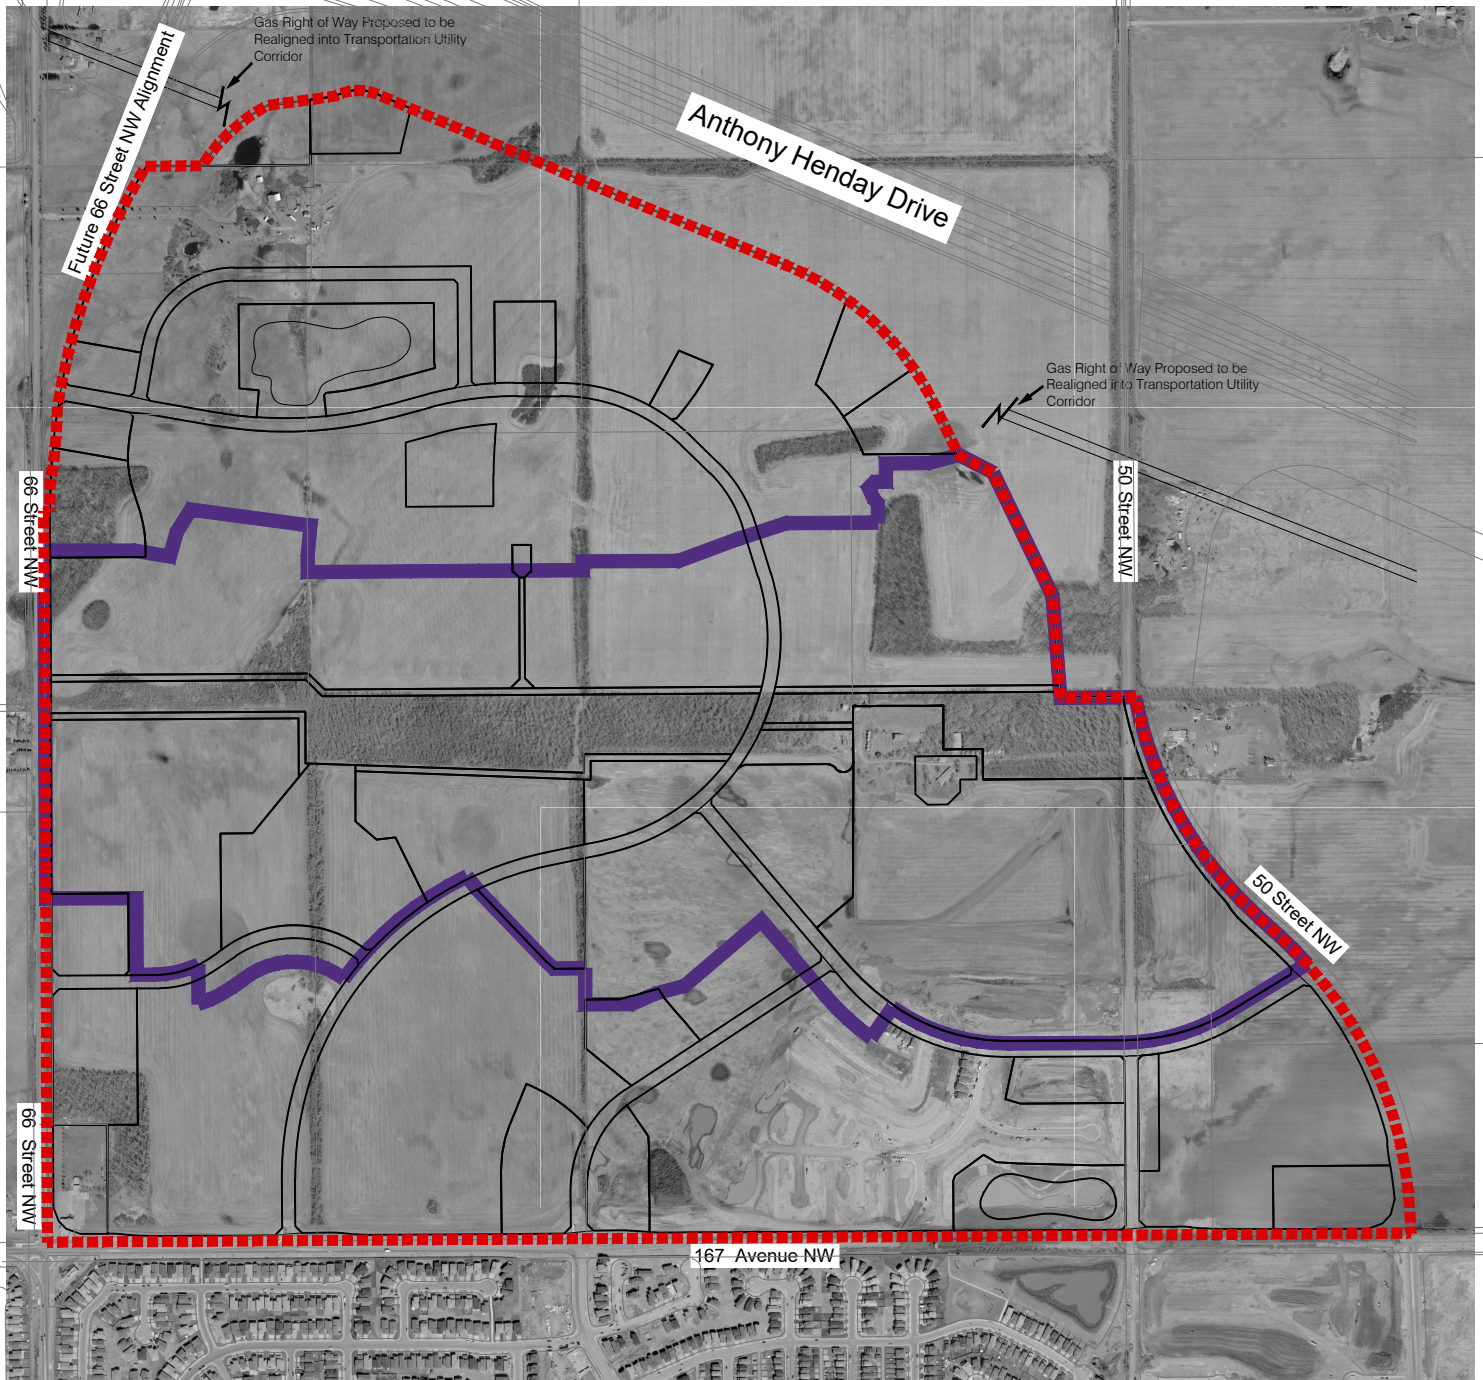 Gas Right of Way Proposed to be
Realigned into Transportation Utility
Corridor
Future 66 Street NW Alignment
Anthony Henday Drive
Gas Right of Way Proposed to be
Realigned into Transportation Utility
Corridor
66 Street NW
50 Street NW
50 Street NW
66 Street NW
167 Avenue NW